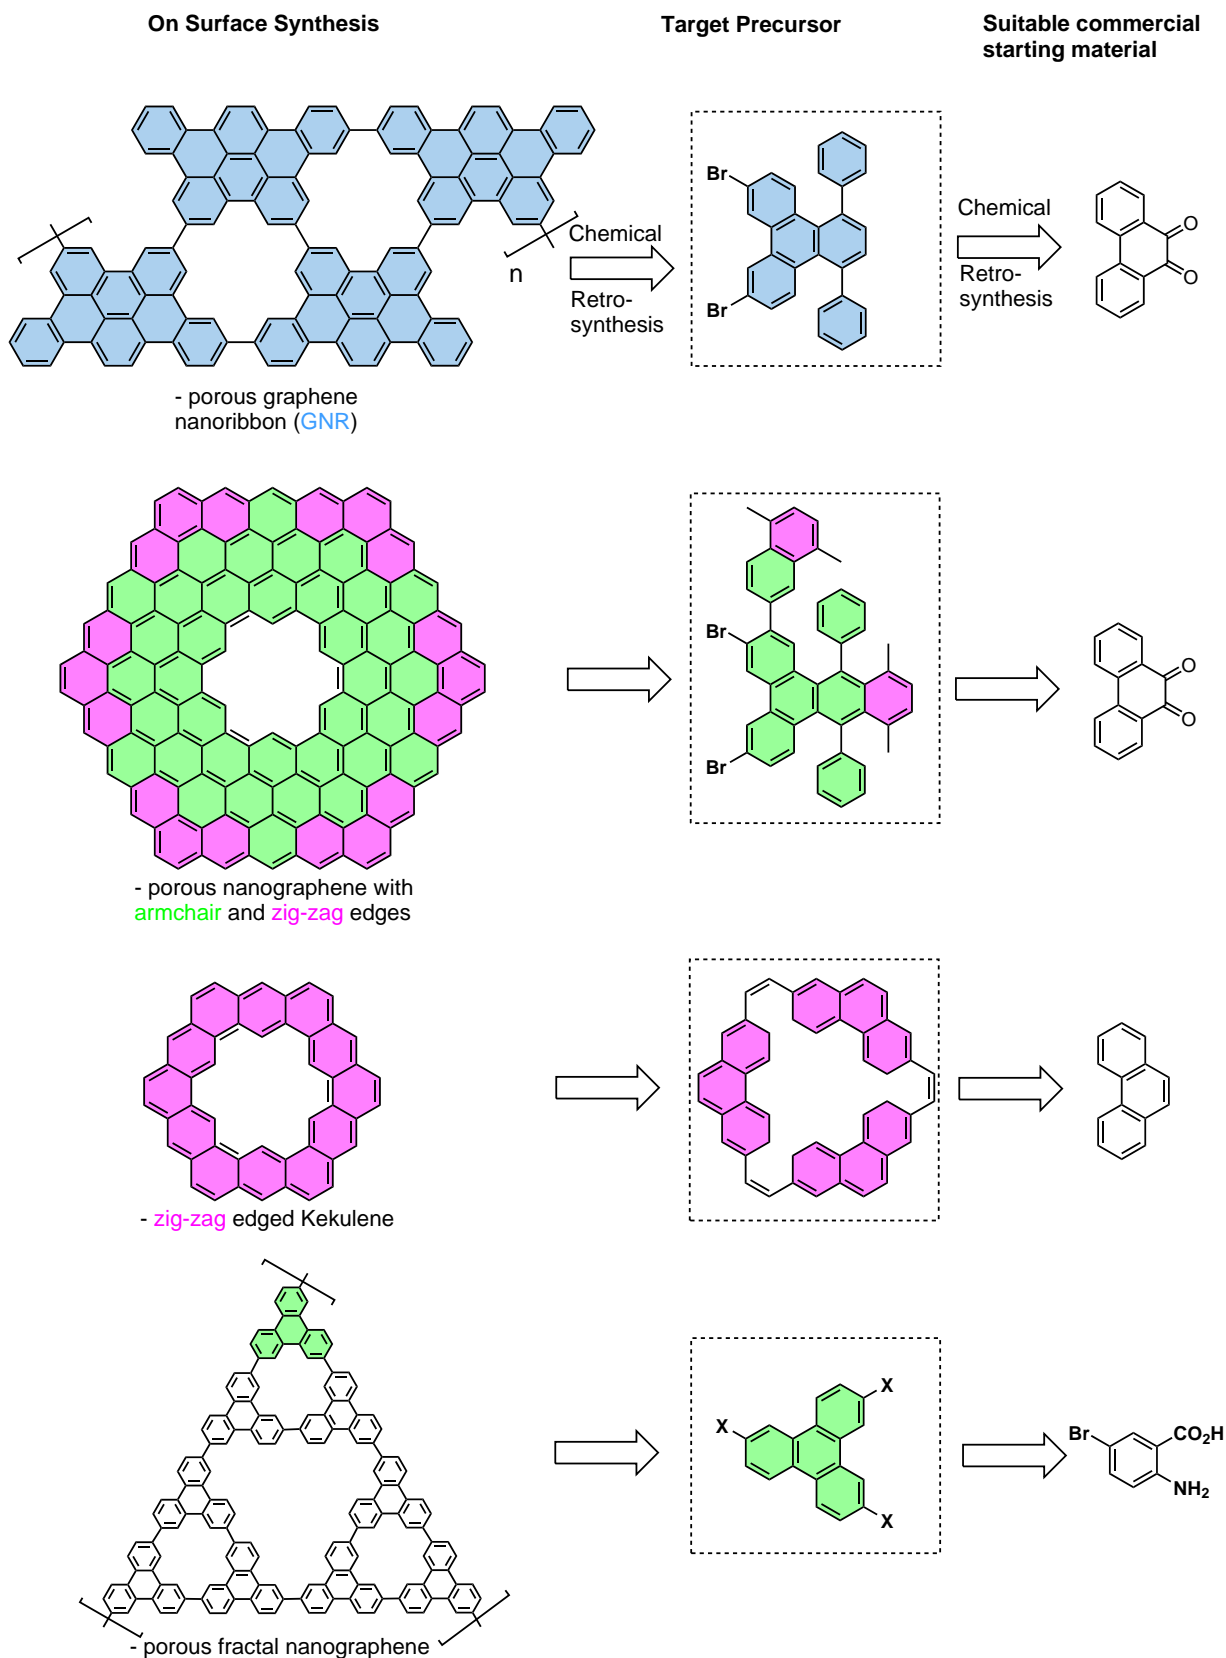 On Surface Synthesis
Target Precursor
Suitable commercial
starting material
Br
Br
n
Chemical
Retro-
synthesis
Chemical
Retro-
synthesis
O
O
- porous graphene
nanoribbon (GNR)
Br
Br
O
O
- porous nanographene with
armchair and zig-zag edges
- zig-zag edged Kekulene
X
X
X
Br
CO2H
NH2
- porous fractal nanographene